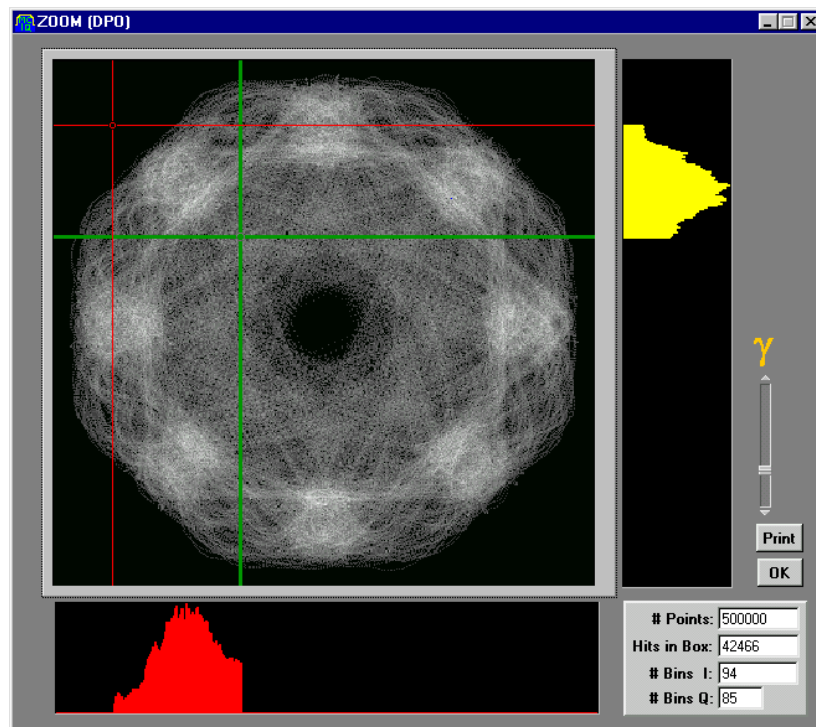 ZOOM (DPO)
γ
Print
OK
# Points: 500000
Hits in Box: 42466
# Bins I: 94
# Bins Q: 85